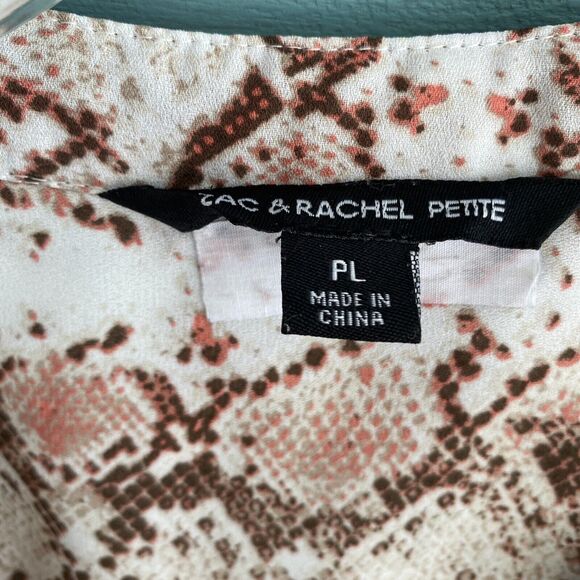 ZAC & RACHEL PETITE
PL
MADE IN
CHINA